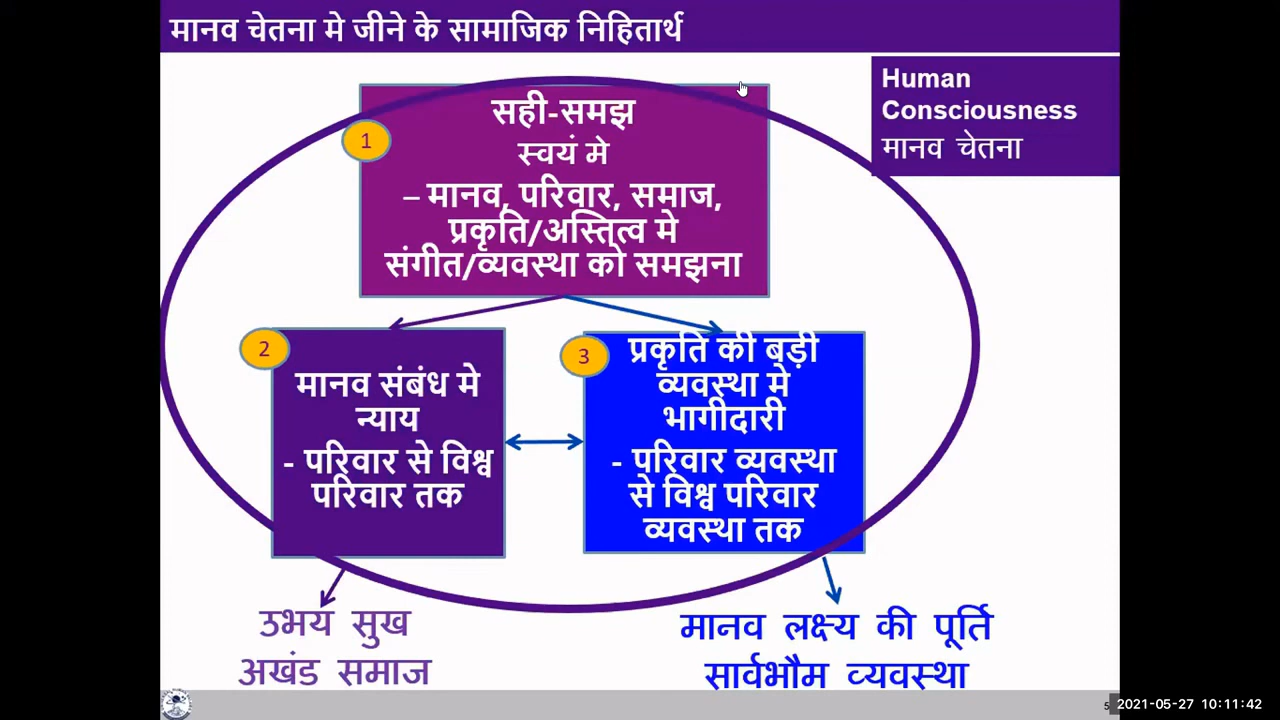 मानव चेतना मे जीने के सामाजिक निहितार्थ
Human
Consciousness
मानव चेतना
1
सही-समझ
स्वयं मे
– मानव, परिवार, समाज,
प्रकृति/अस्तित्व मे
संगीत/व्यवस्था को समझना
2
मानव संबंध मे
न्याय
- परिवार से विश्व
परिवार तक
3
प्रकृति की बड़ी
व्यवस्था मे
भागीदारी
- परिवार व्यवस्था
से विश्व परिवार
व्यवस्था तक
उभय सुख
अखंड समाज
मानव लक्ष्य की पूर्ति
सार्वभौम व्यवस्था
5
2021-05-27 10:11:42